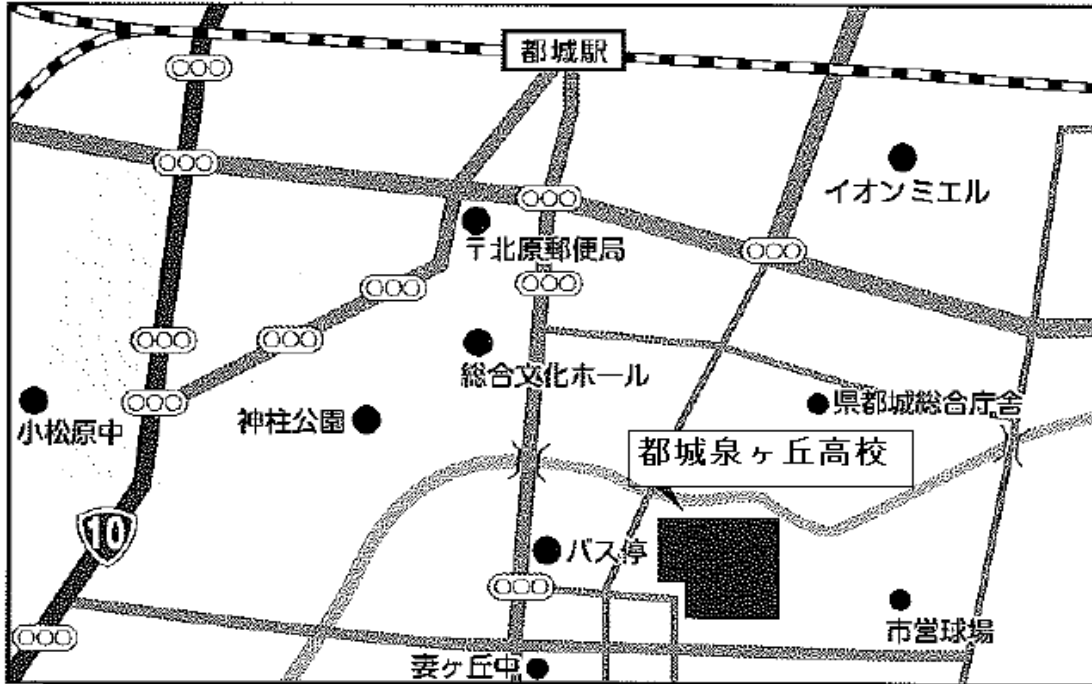 都城駅
イオンミエル
〒北原郵便局
総合文化ホール
小松原中
神柱公園
県都城総合庁舎
都城泉ヶ丘高校
10
バス停
市営球場
妻ヶ丘中